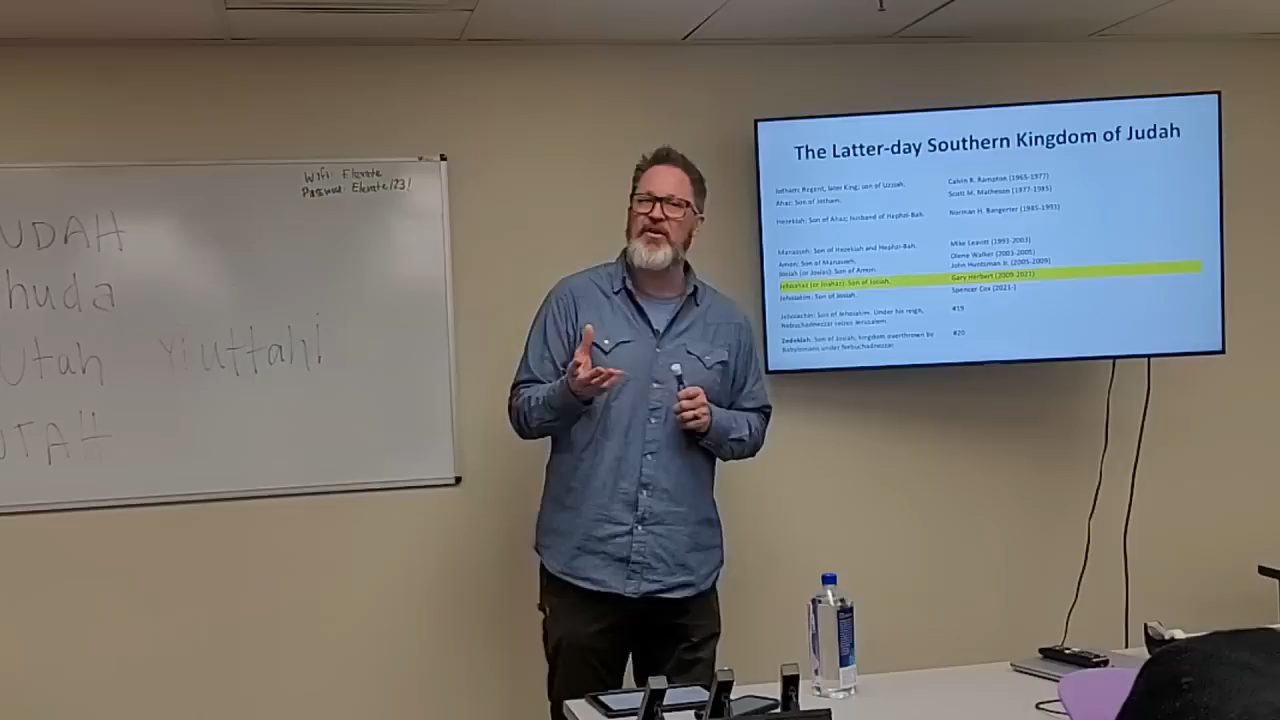 Wifi: Elevate
Passwd: Elevate123!
UDAH
huda
Utah Yiuttahi
UTAH
The Latter-day Southern Kingdom of Judah
Jotham: Regent, later King; son of Uzziah. Calvin R. Rampton (1965-1977)
Ahaz: Son of Jotham. Scott M. Matheson (1977-1985)
Hezekiah: Son of Ahaz; husband of Hephzi-Bah. Norman H. Bangerter (1985-1993)
Manasseh: Son of Hezekiah and Hephzi-Bah. Mike Leavitt (1993-2003)
Amon: Son of Manasseh. Olene Walker (2003-2005)
Josiah (or Josias): Son of Amon. John Huntsman Jr. (2005-2009)
Jehoahaz (or Joahaz): Son of Josiah. Gary Herbert (2009-2021)
Jehoiakim: Son of Josiah. Spencer Cox (2021-)
Jehoiachin: Son of Jehoiakim. Under his reign, #19
Nebuchadnezzar seizes Jerusalem.
Zedekiah: Son of Josiah; kingdom overthrown by #20
Babylonians under Nebuchadnezzar.